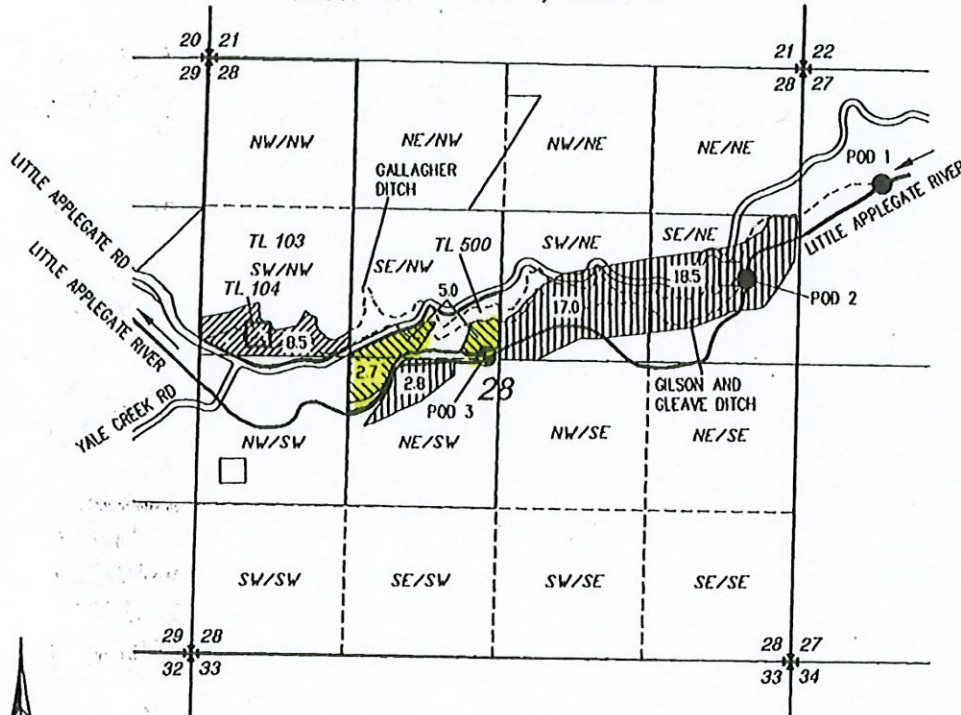 20 21
29 28
21 22
28 27
NW/NW
NE/NW
NW/NE
NE/NE
POD 1
LITTLE APPLEGATE RIVER
GALLAGHER
DITCH
LITTLE APPLEGATE RD
TL 103
SW/NW
TL 104
SE/NW
TL 500
SW/NE
SE/NE
5.0
18.5
17.0
POD 2
8.5
LITTLE APPLEGATE RIVER
2.7
2.8
POD 3
28
GILSON AND
GLEAVE DITCH
YALE CREEK RD
NW/SW
NE/SW
NW/SE
NE/SE
SW/SW
SE/SW
SW/SE
SE/SE
29 28
32 33
28 27
33 34